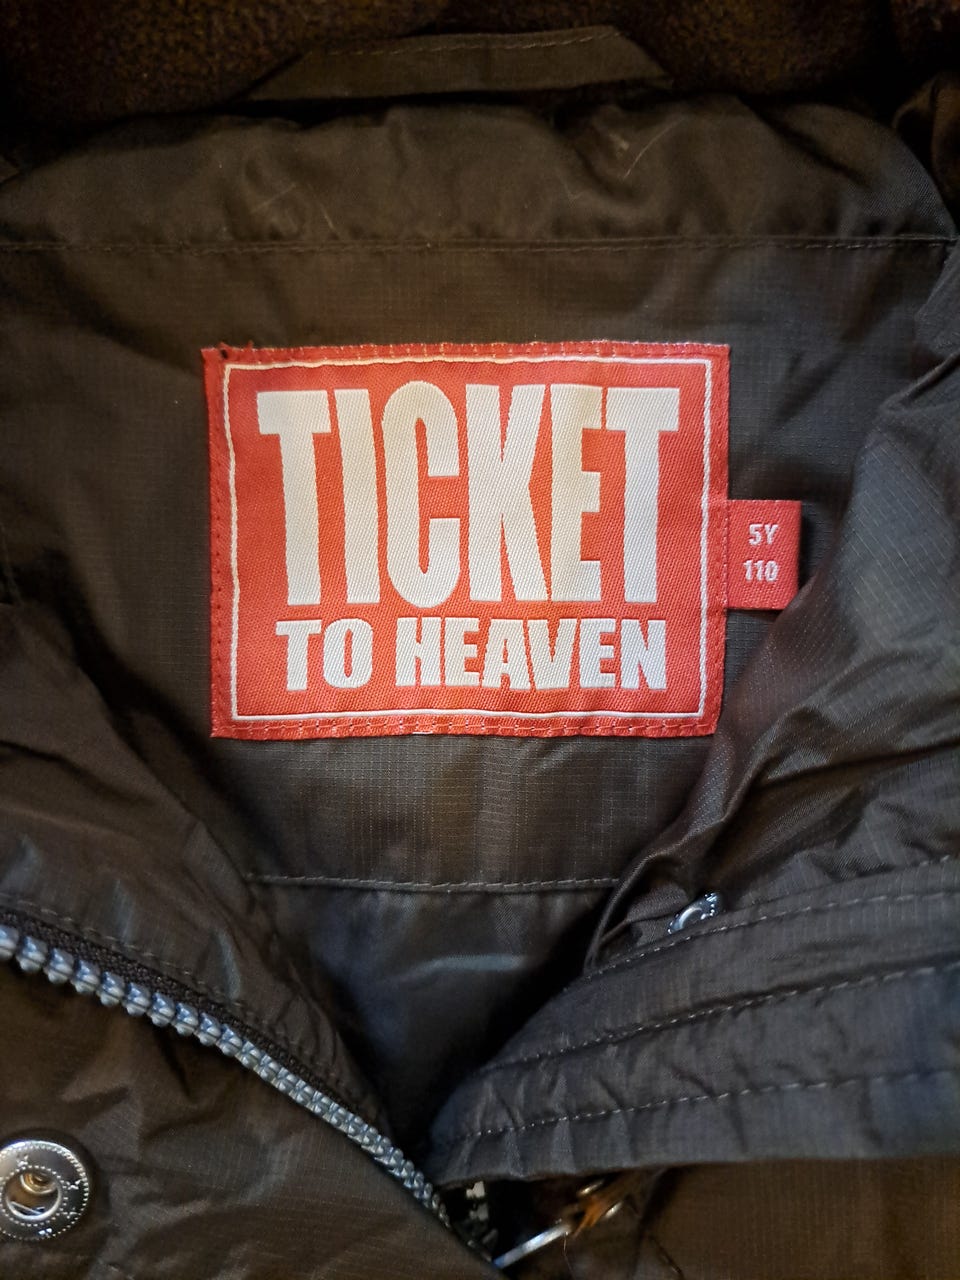 TICKET
TO HEAVEN
5Y
110